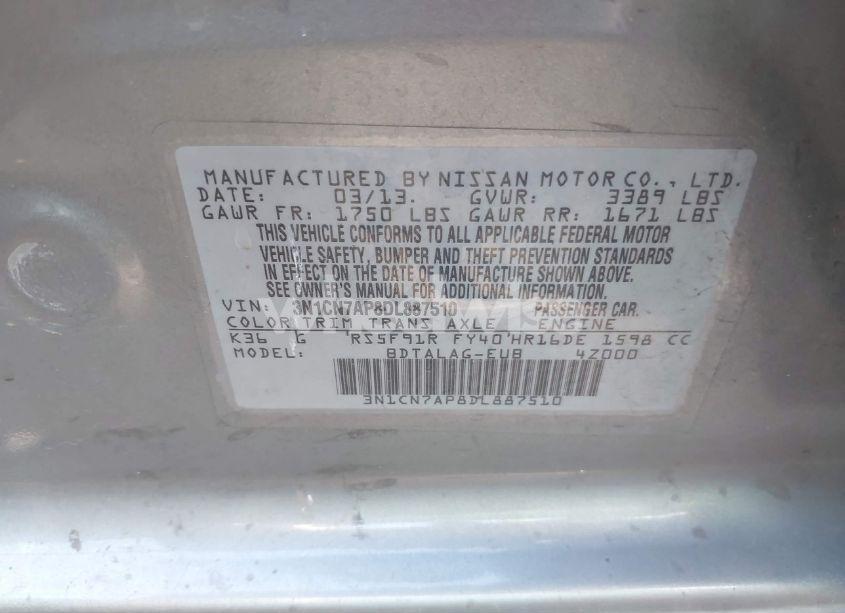 MANUFACTURED BY NISSAN MOTOR CO., LTD.
DATE: 03/13. GVWR: 3389 LBS
GAWR FR: 1750 LBS GAWR RR: 1671 LBS
THIS VEHICLE CONFORMS TO ALL APPLICABLE FEDERAL MOTOR
VEHICLE SAFETY, BUMPER AND THEFT PREVENTION STANDARDS
IN EFFECT ON THE DATE OF MANUFACTURE SHOWN ABOVE.
SEE OWNER'S MANUAL FOR ADDITIONAL INFORMATION.
VIN: 3N1CN7AP8DL887510 PASSENGER CAR.
COLOR TRIM TRANS AXLE ENGINE
K36 G RS5F91R FY40 HR16DE 1598 CC
MODEL: BDTALAG-EUB 4Z000
3N1CN7AP8DL887510